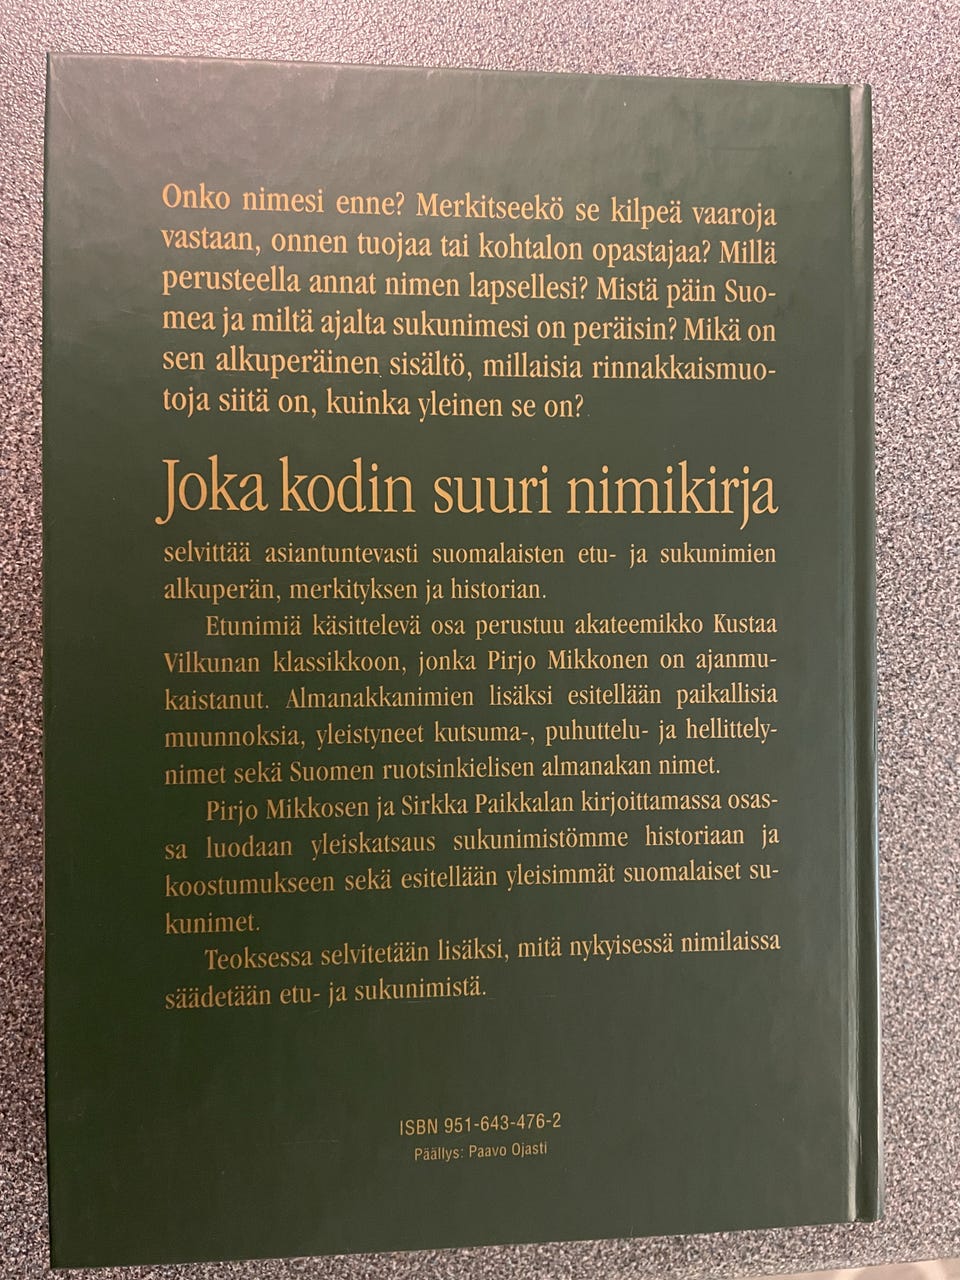 Onko nimesi enne? Merkitseekö se kilpeä vaaroja
vastaan, onnen tuojaa tai kohtalon opastajaa? Millä
perusteella annat nimen lapsellesi? Mistä päin Suo-
mea ja miltä ajalta sukunimesi on peräisin? Mikä on
sen alkuperäinen sisältö, millaisia rinnakkaismuo-
toja siitä on, kuinka yleinen se on?
Joka kodin suuri nimikirja
selvittää asiantuntevasti suomalaisten etu- ja sukunimien
alkuperän, merkityksen ja historian.
Etunimiä käsittelevä osa perustuu akateemikko Kustaa
Vilkunan klassikkoon, jonka Pirjo Mikkonen on ajanmu-
kaistanut. Almanakkanimien lisäksi esitellään paikallisia
muunnoksia, yleistyneet kutsuma-, puhuttelu- ja hellittely-
nimet sekä Suomen ruotsinkielisen almanakan nimet.
Pirjo Mikkosen ja Sirkka Paikkalan kirjoittamassa osas-
sa luodaan yleiskatsaus sukunimistömme historiaan ja
koostumukseen sekä esitellään yleisimmät suomalaiset su-
kunimet.
Teoksessa selvitetään lisäksi, mitä nykyisessä nimilaissa
säädetään etu- ja sukunimistä.
ISBN 951-643-476-2
Päällys: Paavo Ojasti